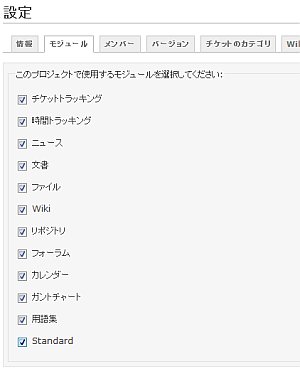 設定
情報 モジュール メンバー バージョン チケットのカテゴリ Wi
このプロジェクトで使用するモジュールを選択してください:
チケットトラッキング
時間トラッキング
ニュース
文書
ファイル
Wiki
リポジトリ
フォーラム
カレンダー
ガントチャート
用語集
Standard